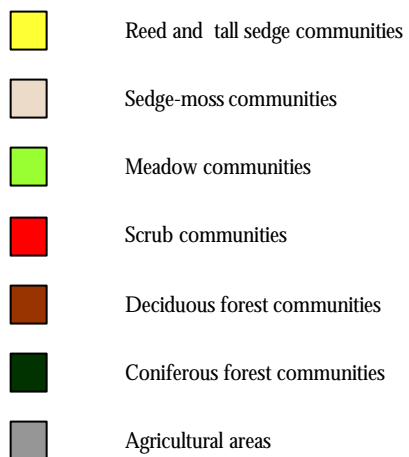 Reed and tall sedge communities
Sedge-moss communities
Meadow communities
Scrub communities
Deciduous forest communities
Coniferous forest communities
Agricultural areas